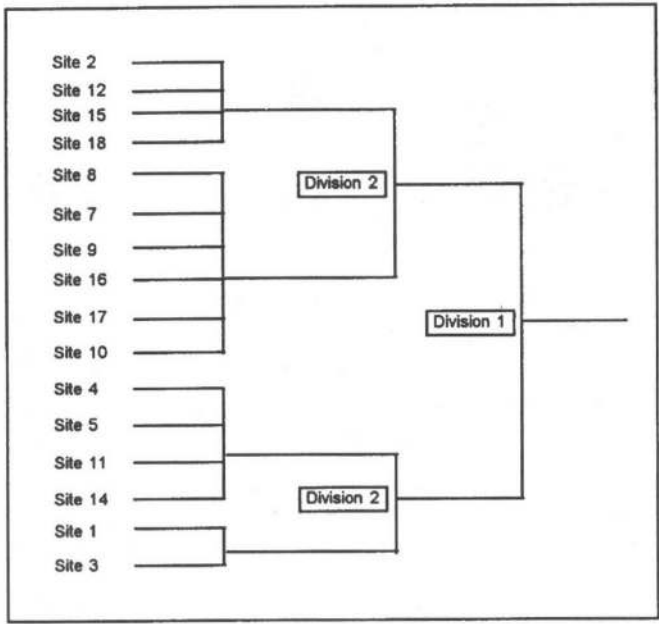 Site 2
Site 12
Site 15
Site 18
Site 8
Division 2
Site 7
Site 9
Site 16
Site 17
Division 1
Site 10
Site 4
Site 5
Site 11
Site 14
Division 2
Site 1
Site 3